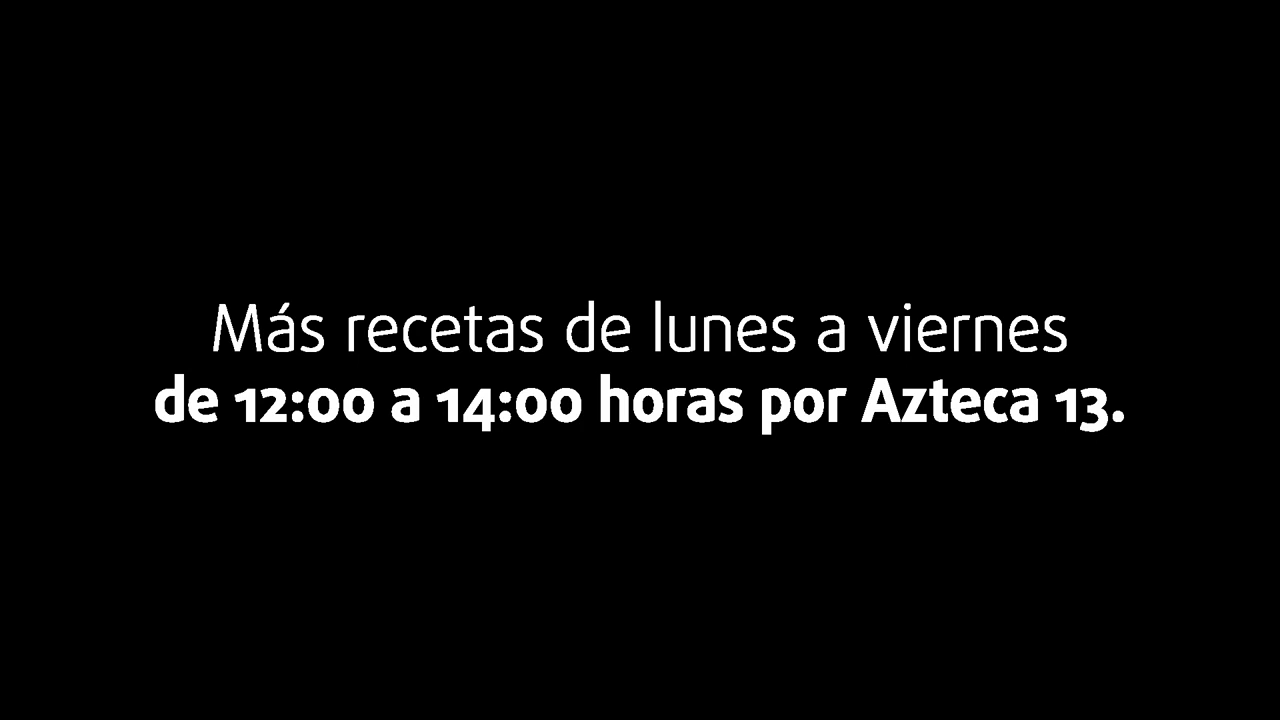 Más recetas de lunes a viernes
de 12:00 a 14:00 horas por Azteca 13.